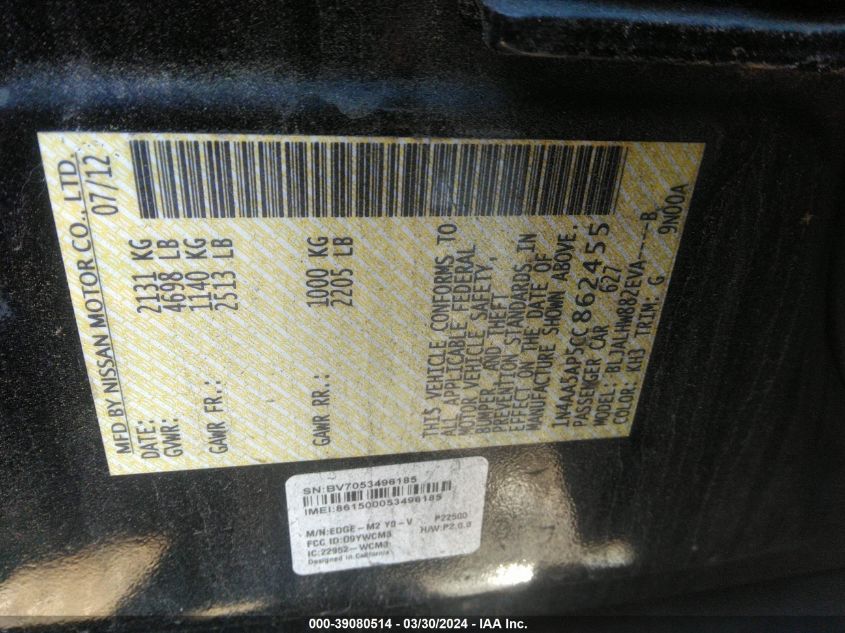 MFD BY NISSAN MOTOR CO., LTD.
DATE: 07/12
GVWR: 2131 KG
4698 LB
GAWR FR.: 1140 KG
2513 LB
GAWR RR.: 1000 KG
2205 LB
THIS VEHICLE CONFORMS TO
ALL APPLICABLE FEDERAL
MOTOR VEHICLE SAFETY,
BUMPER AND THEFT
PREVENTION STANDARDS IN
EFFECT ON THE DATE OF
MANUFACTURE SHOWN ABOVE.
1N4AA5AP5CC862455
PASSENGER CAR 627
MODEL: BLJALHW882EVA-----B
COLOR: KH3 TRIM: G 9N00A
SN:BV7053496185
IMEI:861500053496185
M/N:EDGE-M2 Y0-V P22500
FCC ID:O9YWCM3 H/W:P2.0.0
IC:22952-WCM3
Designed in California
000-39080514 - 03/30/2024 - IAA Inc.